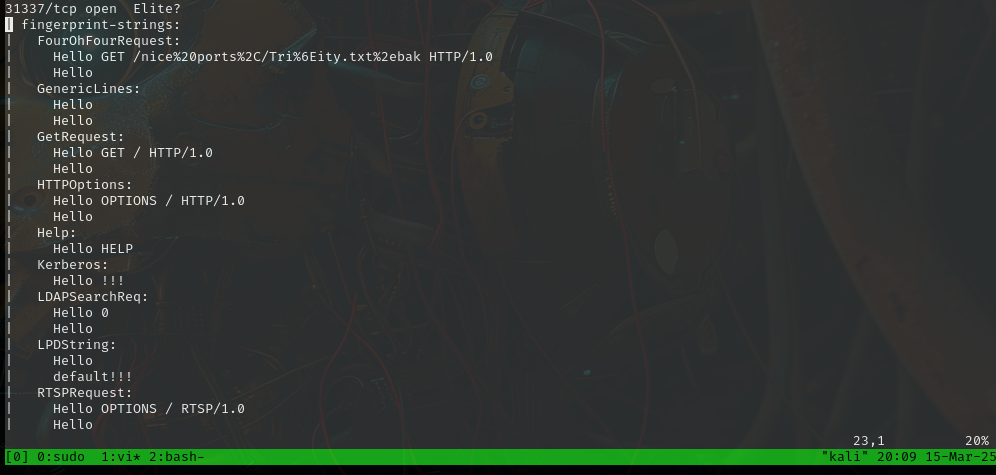 31337/tcp open  Elite?
| fingerprint-strings:
|   FourOhFourRequest:
|     Hello GET /nice%20ports%2C/Tri%6Eity.txt%2ebak HTTP/1.0
|     Hello
|   GenericLines:
|     Hello
|     Hello
|   GetRequest:
|     Hello GET / HTTP/1.0
|     Hello
|   HTTPOptions:
|     Hello OPTIONS / HTTP/1.0
|     Hello
|   Help:
|     Hello HELP
|   Kerberos:
|     Hello !!!
|   LDAPSearchReq:
|     Hello 0
|     Hello
|   LPDString:
|     Hello
|     default!!!
|   RTSPRequest:
|     Hello OPTIONS / RTSP/1.0
|     Hello
23,1          20%
[0] 0:sudo  1:vi* 2:bash- "kali" 20:09 15-Mar-25